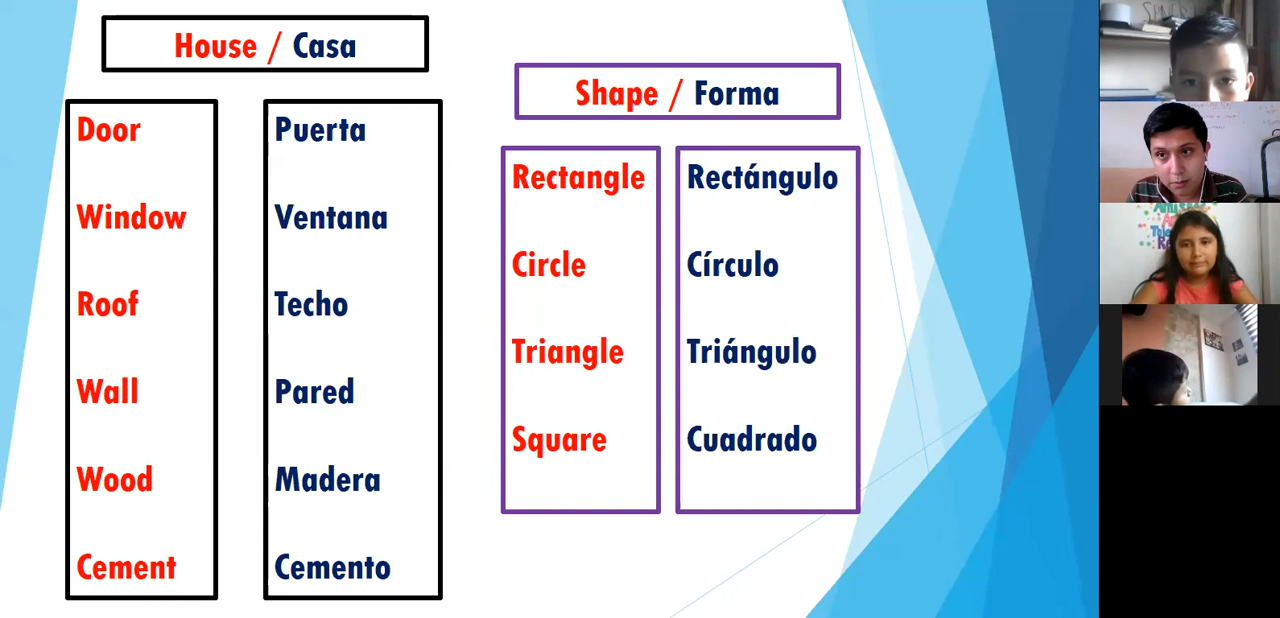 House / Casa
Door
Window
Roof
Wall
Wood
Cement
Puerta
Ventana
Techo
Pared
Madera
Cemento
Shape / Forma
Rectangle
Circle
Triangle
Square
Rectángulo
Círculo
Triángulo
Cuadrado